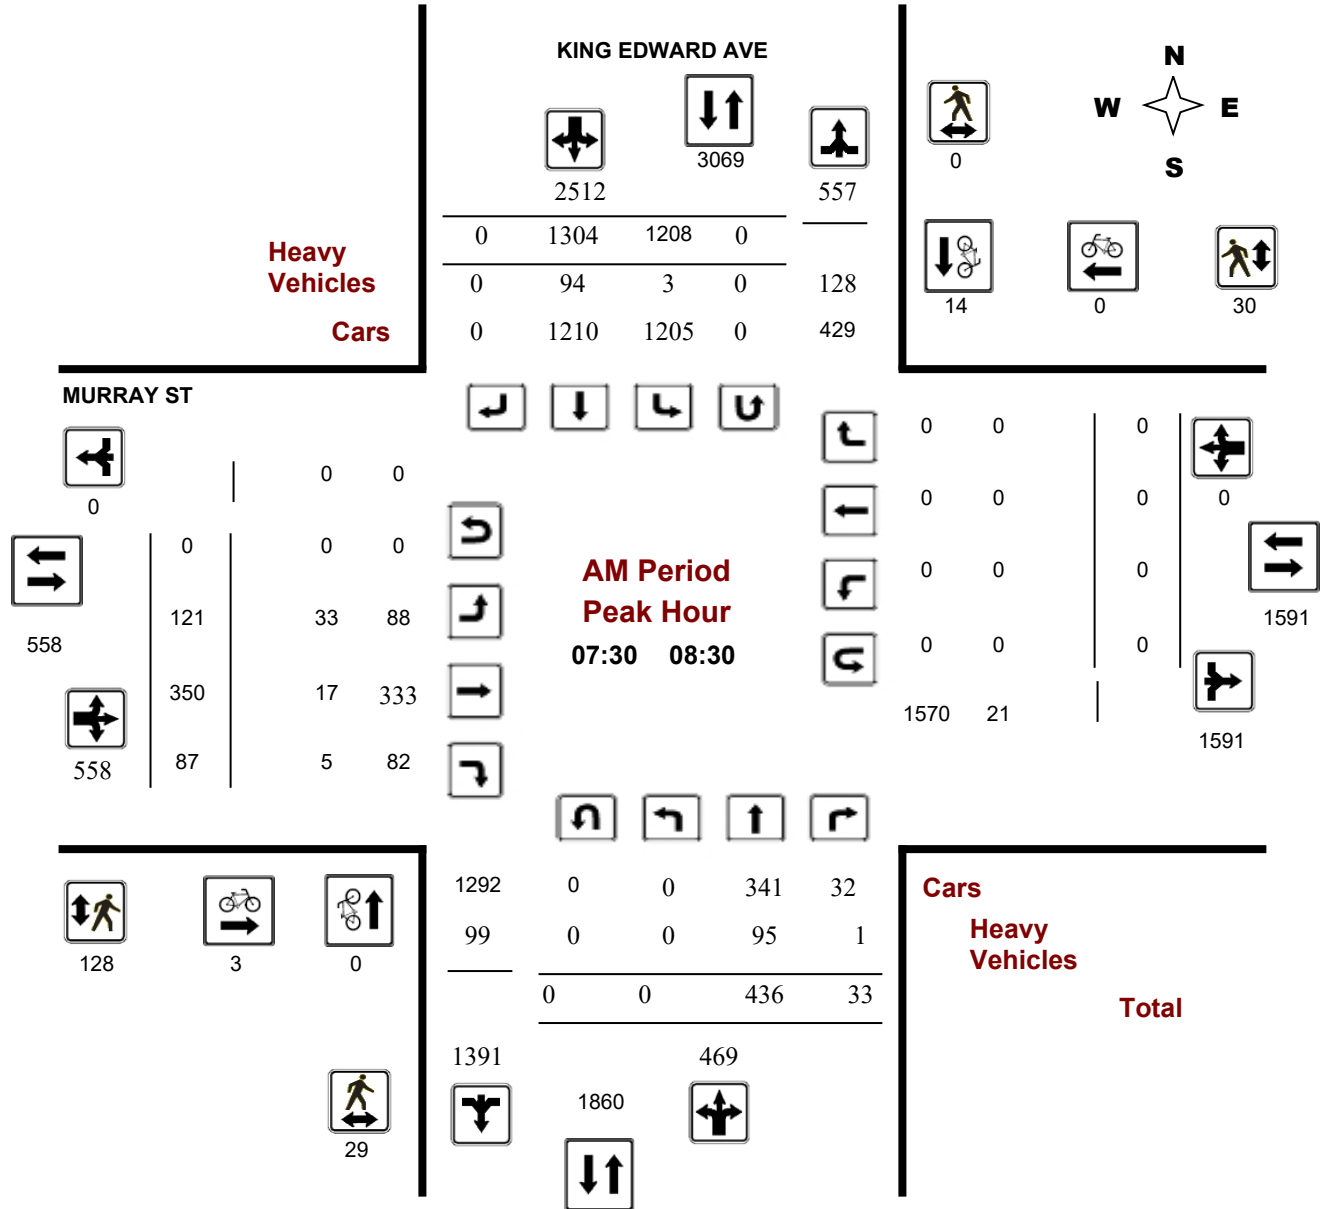 KING EDWARD AVE
N
W E
S
3069
0
2512
557
0 1304 1208 0
Heavy
Vehicles
0 94 3 0 128
14 0 30
Cars
0 1210 1205 0 429
MURRAY ST
0 0 0
0 0
0
0 0 0 0
0 0 0
AM Period
0 0 0
Peak Hour
121 33 88
1591
558
07:30 08:30
0 0 0
350 17 333
1570 21
1591
558
87 5 82
1292 0 0 341 32
Cars
99 0 0 95 1
Heavy
Vehicles
128 3 0
0 0 436 33
Total
1391 469
1860
29